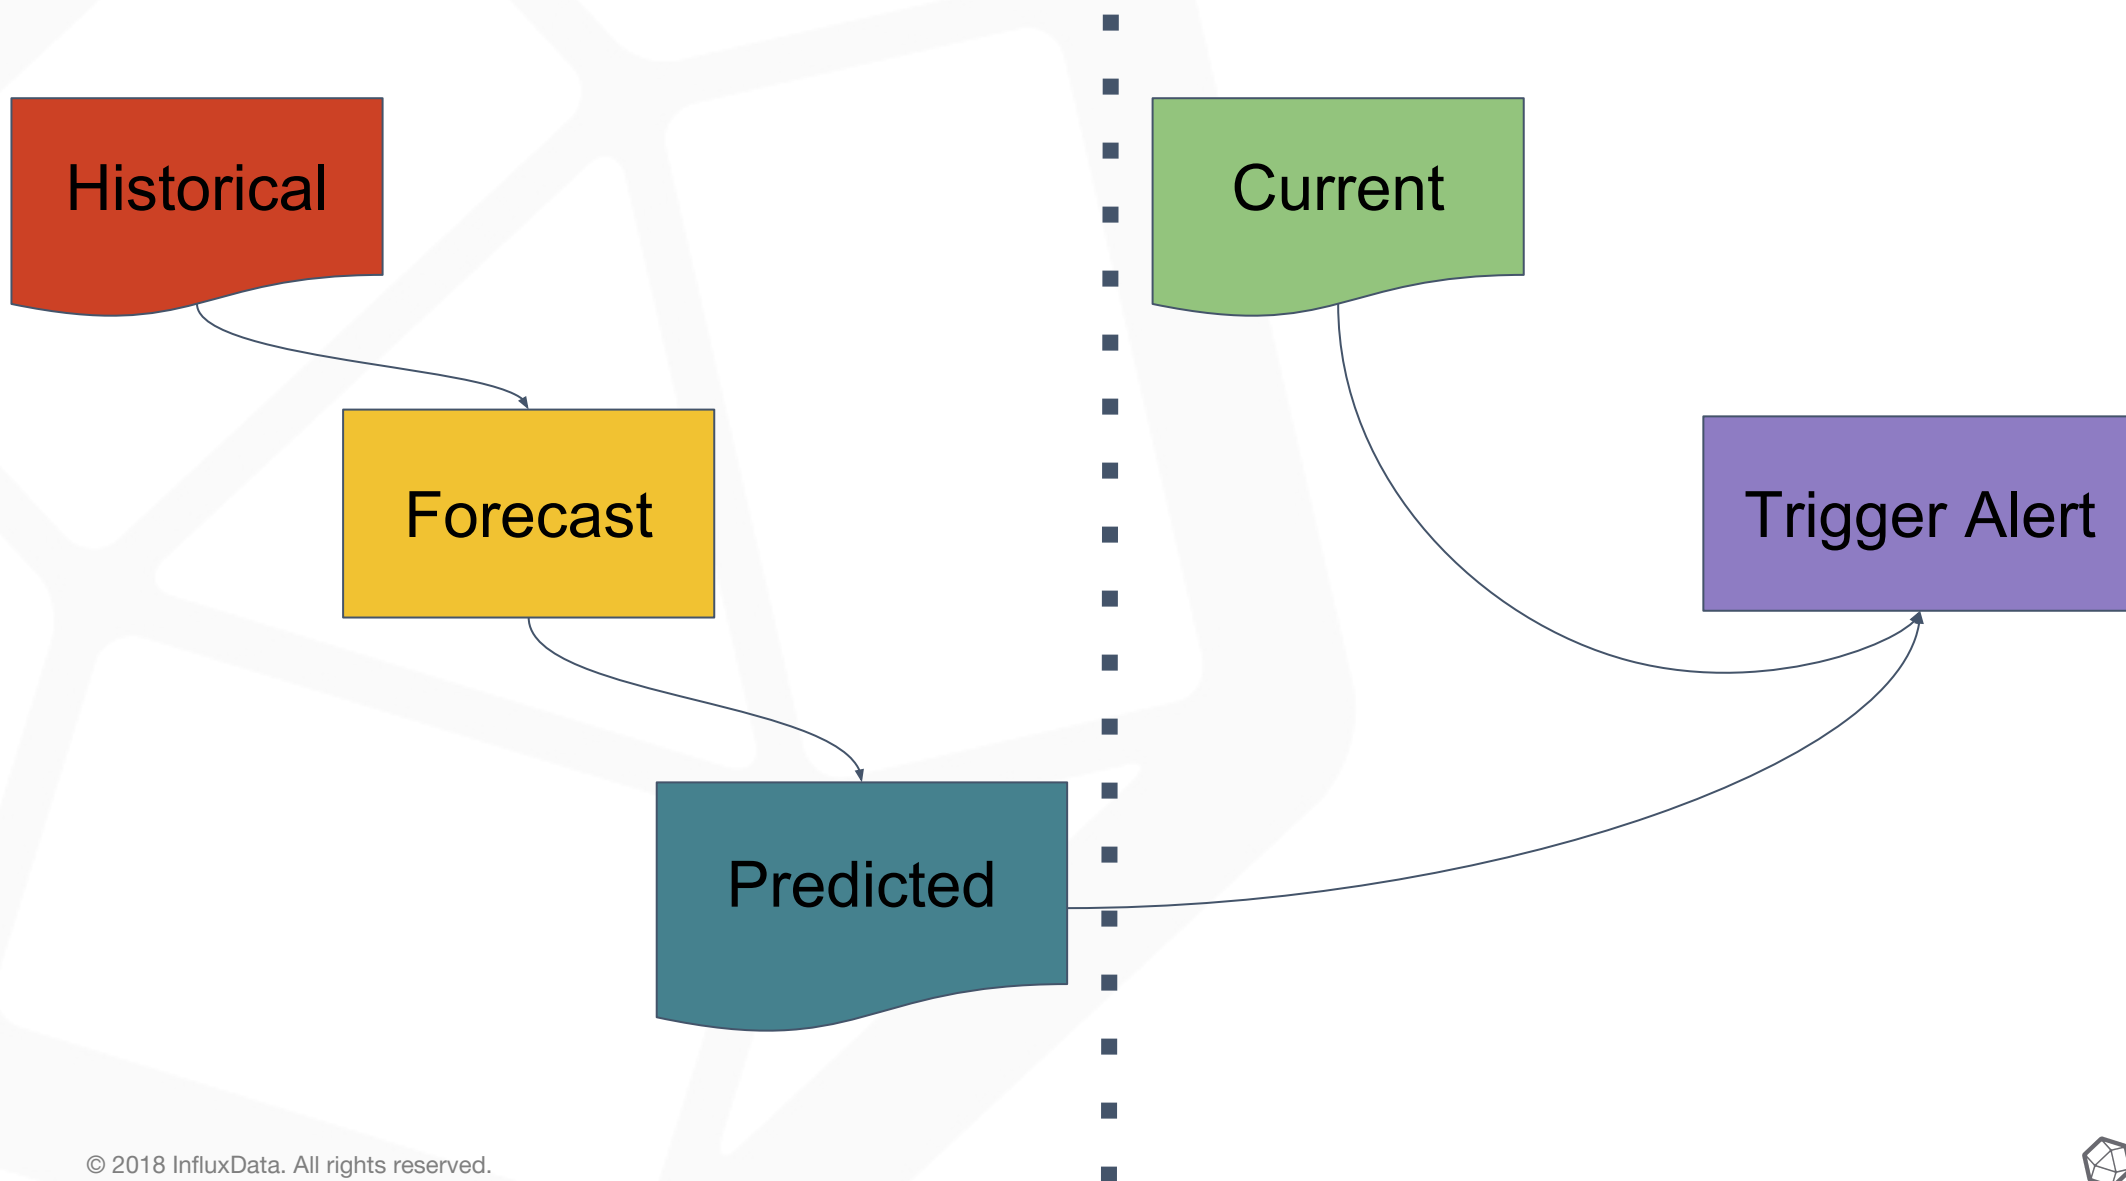 Historical
Current
Forecast
Trigger Alert
Predicted
© 2018 InfluxData. All rights reserved.